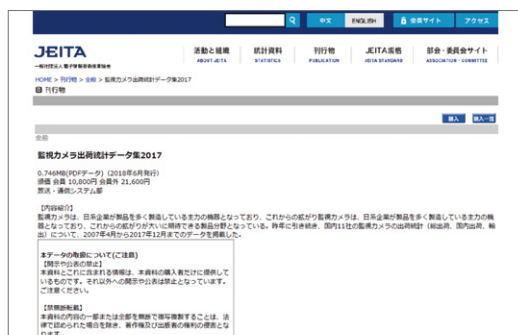 中文
ENGLISH
会員サイト
アクセス
JEITA
一般社団法人 電子情報技術産業協会
活動と組織
ABOUT JEITA
統計資料
STATISTICS
刊行物
PUBLICATION
JEITA規格
JEITA STANDARD
部会・委員会サイト
ASSOCIATION・COMMITTEE
HOME > 刊行物 > 全般 > 監視カメラ出荷統計データ集2017
刊行物
購入
購入一覧
全般
監視カメラ出荷統計データ集2017
0.746MB(PDFデータ) (2018年6月発行)
頒価 会員 10,800円 会員外 21,600円
放送・通信システム部
【内容紹介】
監視カメラは、日系企業が製品を多く製造している主力の機器となっており、これからの拡がり監視カメラは、日系企業が製品を多く製造している主力の機
器となっており、これからの拡がりが大いに期待できる製品分野となっている。昨年に引き続き、国内11社の監視カメラの出荷統計（総出荷、国内出荷、輸
出）について、2007年4月から2017年12月までのデータを掲載した。
本データの取扱について(ご注意)
【開示や公表の禁止】
本資料とこれに含まれる情報は、本資料の購入者だけに提供して
いるものです。それ以外への開示や公表は禁止となっています。
ご注意ください。
【禁無断転載】
本資料の内容の一部または全部を無断で複写複製することは、法
律で認められた場合を除き、著作権及び出版者の権利の侵害とな
ります。